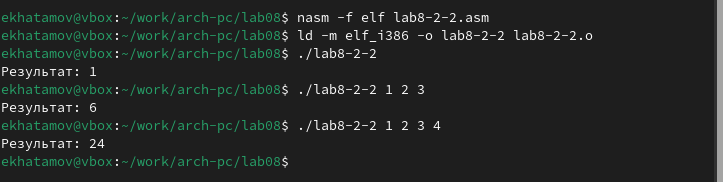 ekhatamov@vbox:~/work/arch-pc/lab08$ nasm -f elf lab8-2-2.asm
ekhatamov@vbox:~/work/arch-pc/lab08$ ld -m elf_i386 -o lab8-2-2 lab8-2-2.o
ekhatamov@vbox:~/work/arch-pc/lab08$ ./lab8-2-2
Результат: 1
ekhatamov@vbox:~/work/arch-pc/lab08$ ./lab8-2-2 1 2 3
Результат: 6
ekhatamov@vbox:~/work/arch-pc/lab08$ ./lab8-2-2 1 2 3 4
Результат: 24
ekhatamov@vbox:~/work/arch-pc/lab08$